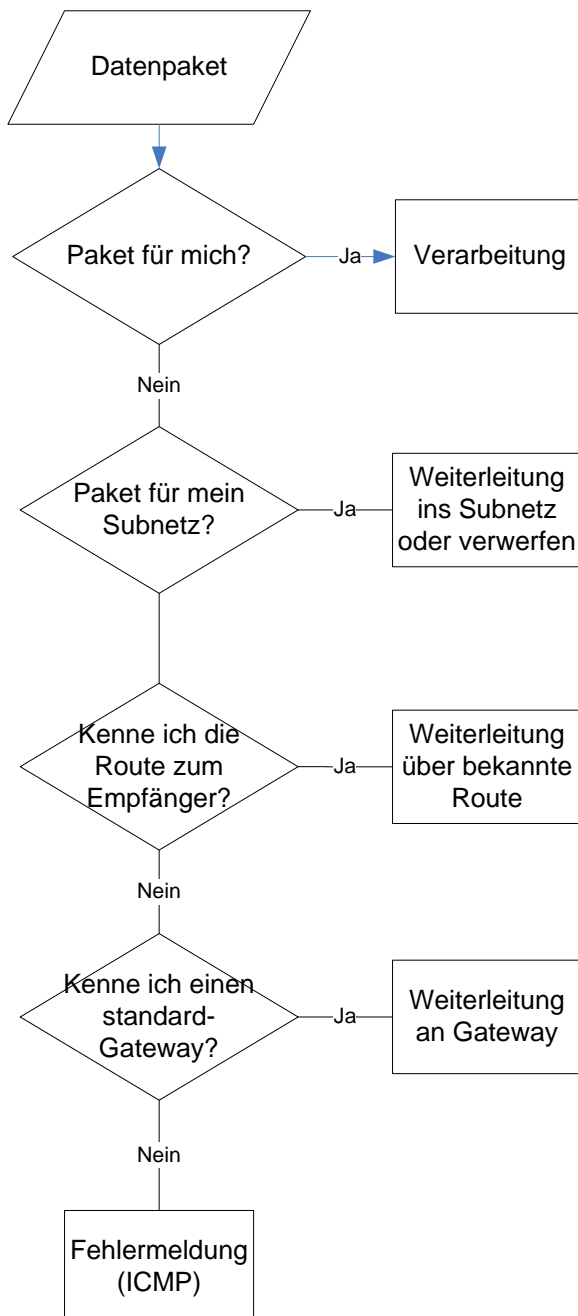 Datenpaket
Paket für mich?
Ja
Verarbeitung
Nein
Paket für mein
Subnetz?
Ja
Weiterleitung
ins Subnetz
oder verwerfen
Kenne ich die
Route zum
Empfänger?
Ja
Weiterleitung
über bekannte
Route
Nein
Kenne ich einen
standard-
Gateway?
Ja
Weiterleitung
an Gateway
Nein
Fehlermeldung
(ICMP)